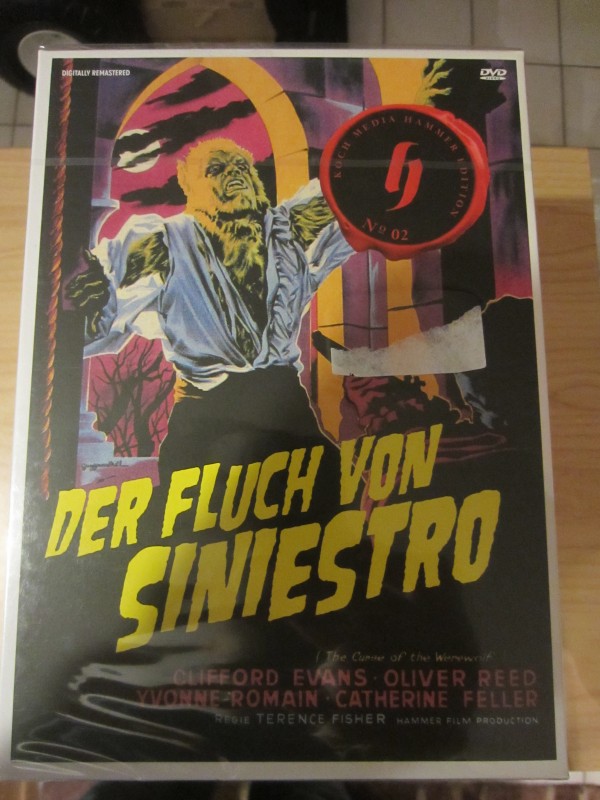 DIGITALLY REMASTERED
DVD
VIDEO
KOCH MEDIA HAMMER EDITION
No 02
DER FLUCH VON
SINIESTRO
(The Curse of the Werewolf
CLIFFORD EVANS · OLIVER REED
YVONNE ROMAIN · CATHERINE FELLER
REGIE TERENCE FISHER HAMMER FILM PRODUCTION